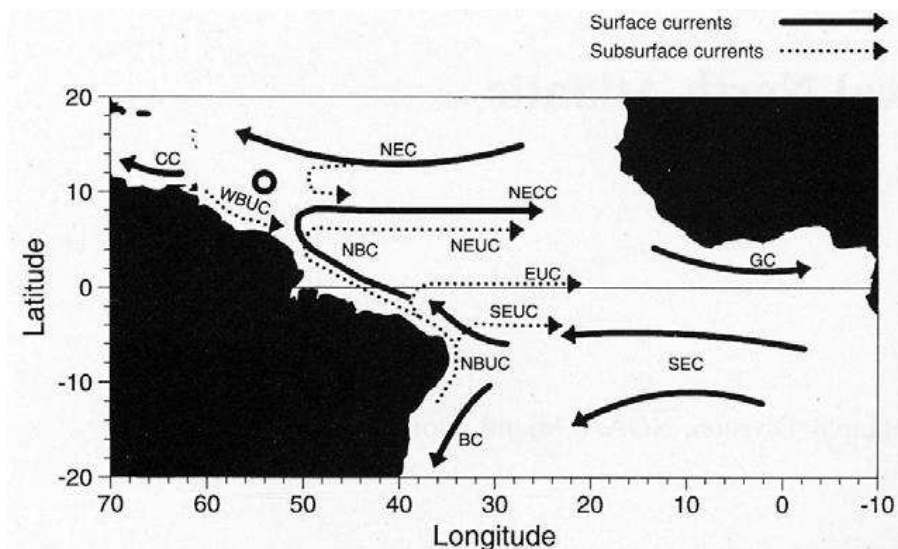 Surface currents
Subsurface currents
20
10
0
-10
-20
Latitude
CC
NEC
WBUC
NECC
NBC
NEUC
GC
EUC
SEUC
NBUC
SEC
BC
70 60 50 40 30 20 10 0 -10
Longitude